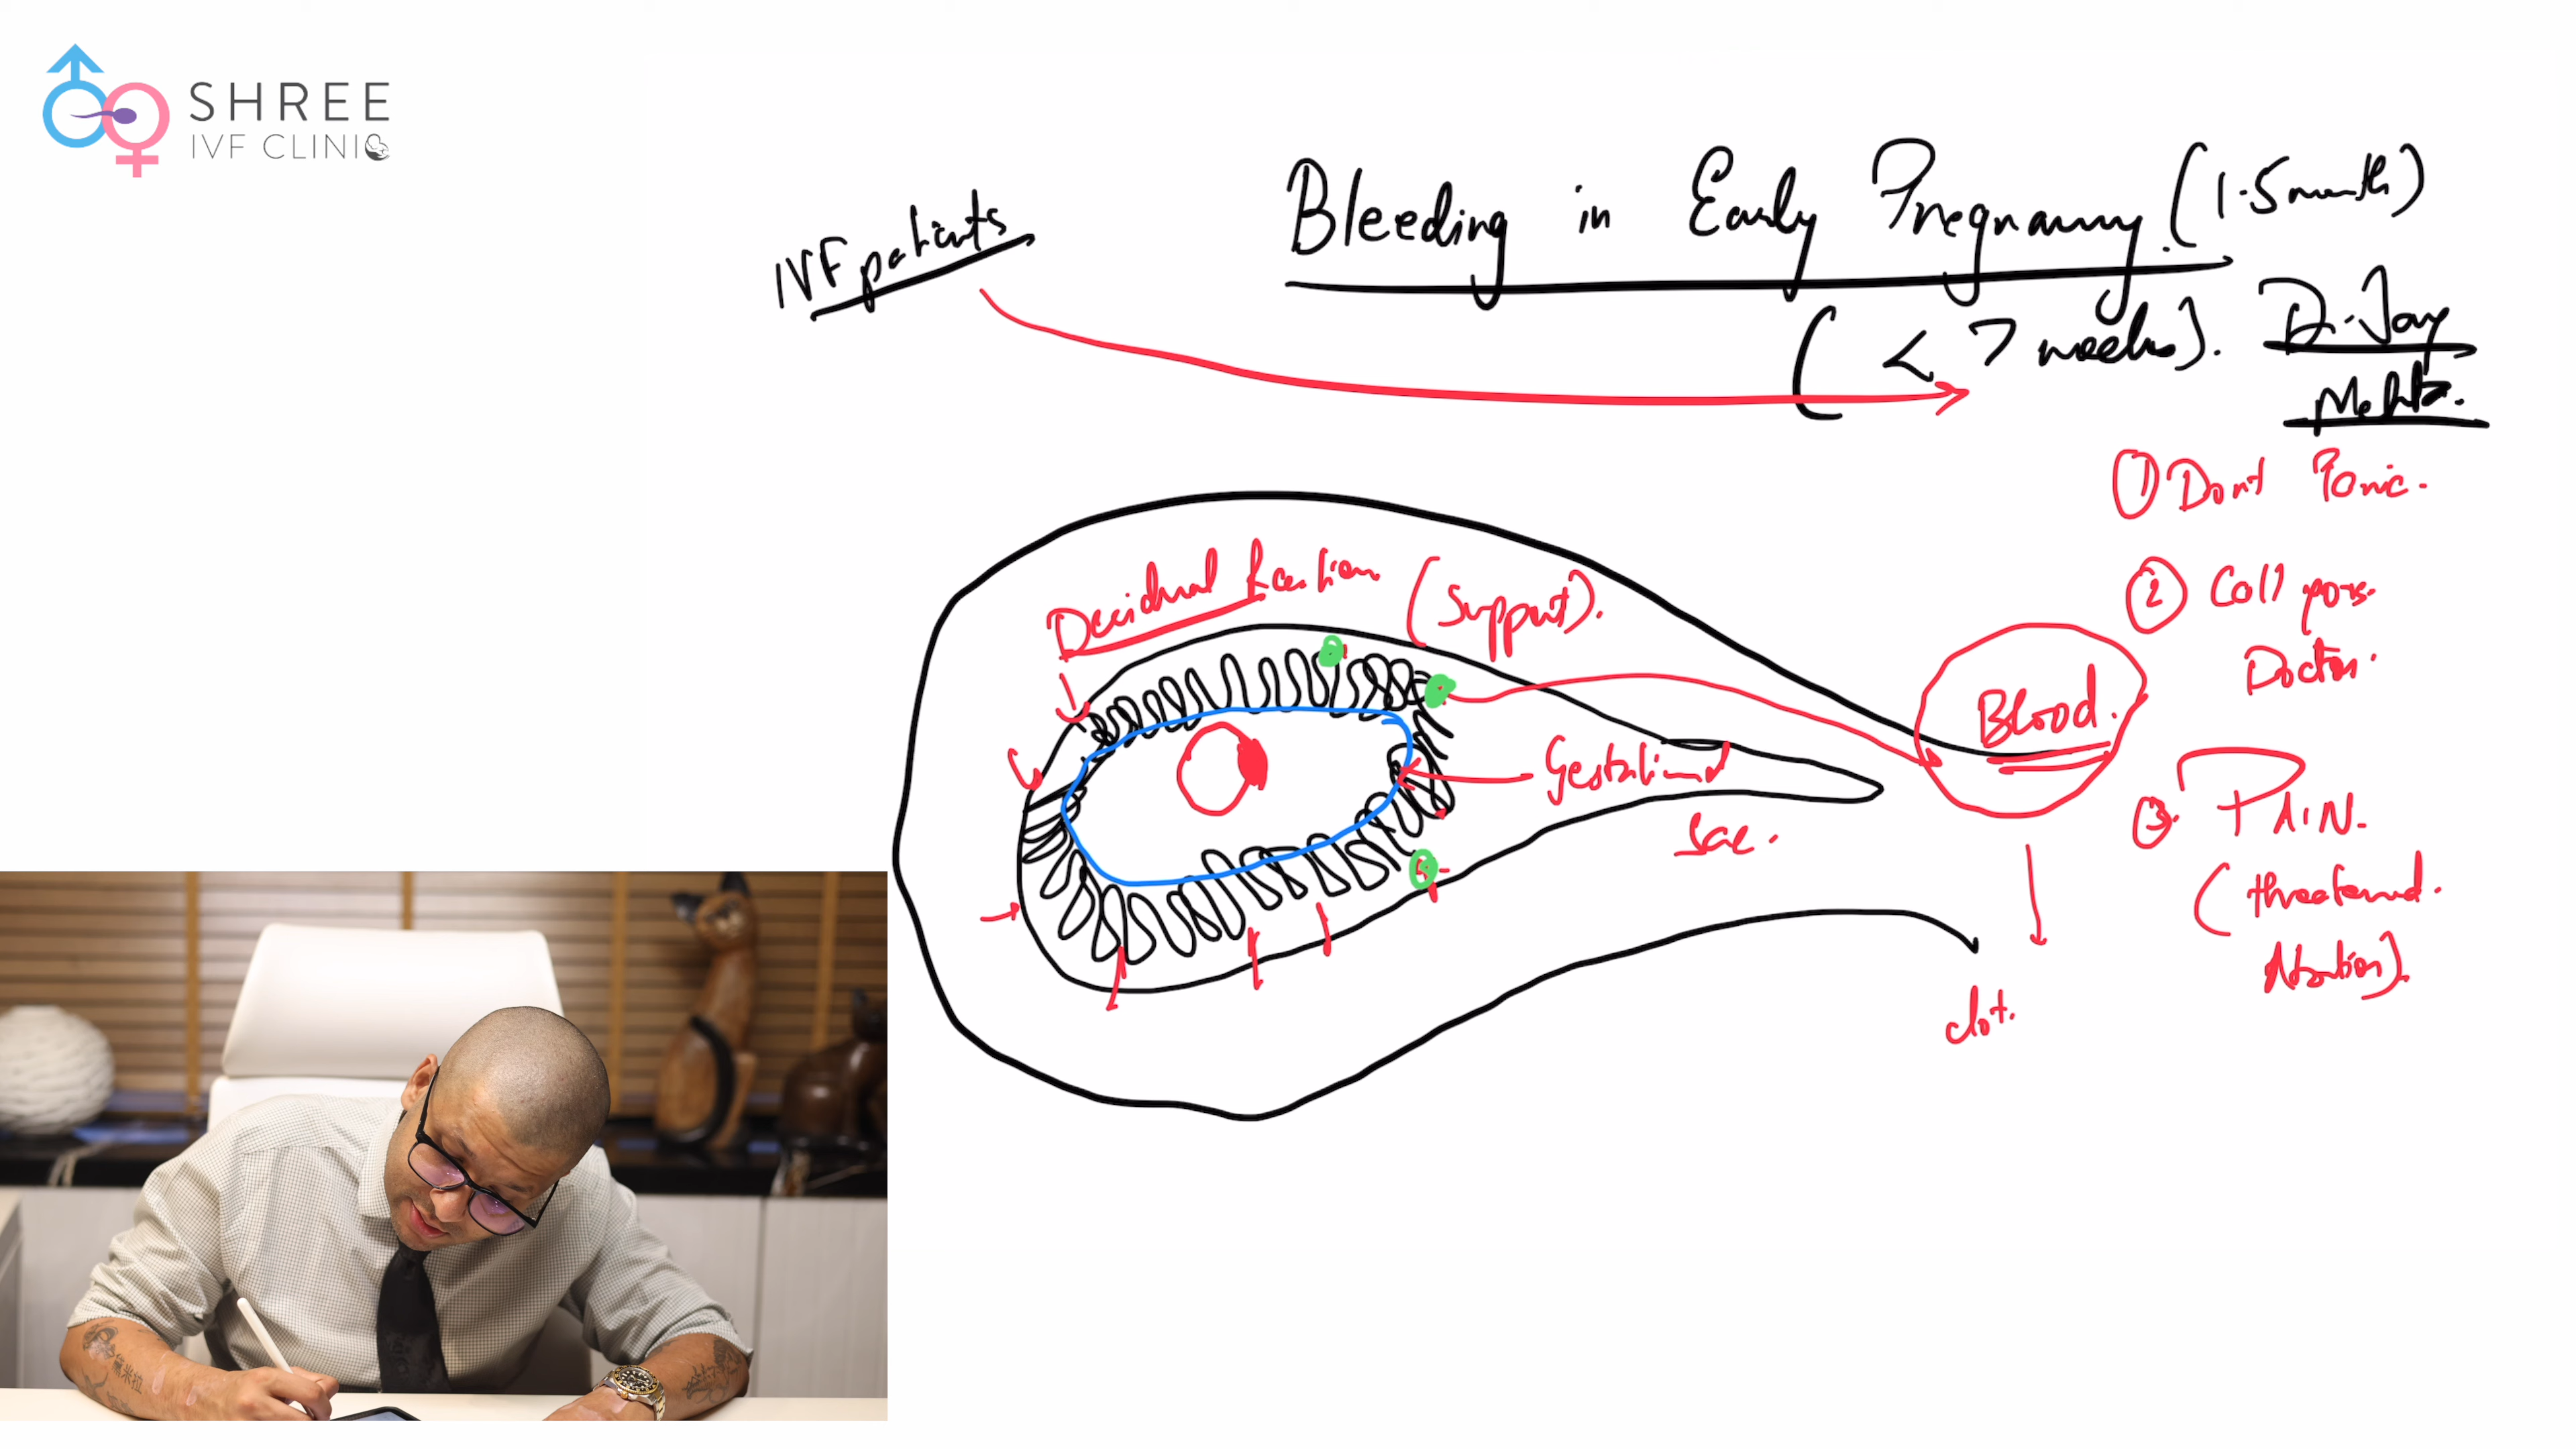 SHREE
IVF CLINIC
IVF patients
Bleeding in Early Pregnancy. (1.5 month)
( < 7 weeks).
Dr. Jay
Mehta.
① Dont Panic.
② Call your
Doctor.
③. PAIN.
(threatened
Abortion).
Decidual Reaction (Support).
Blood.
Gestational
Sac.
clot.